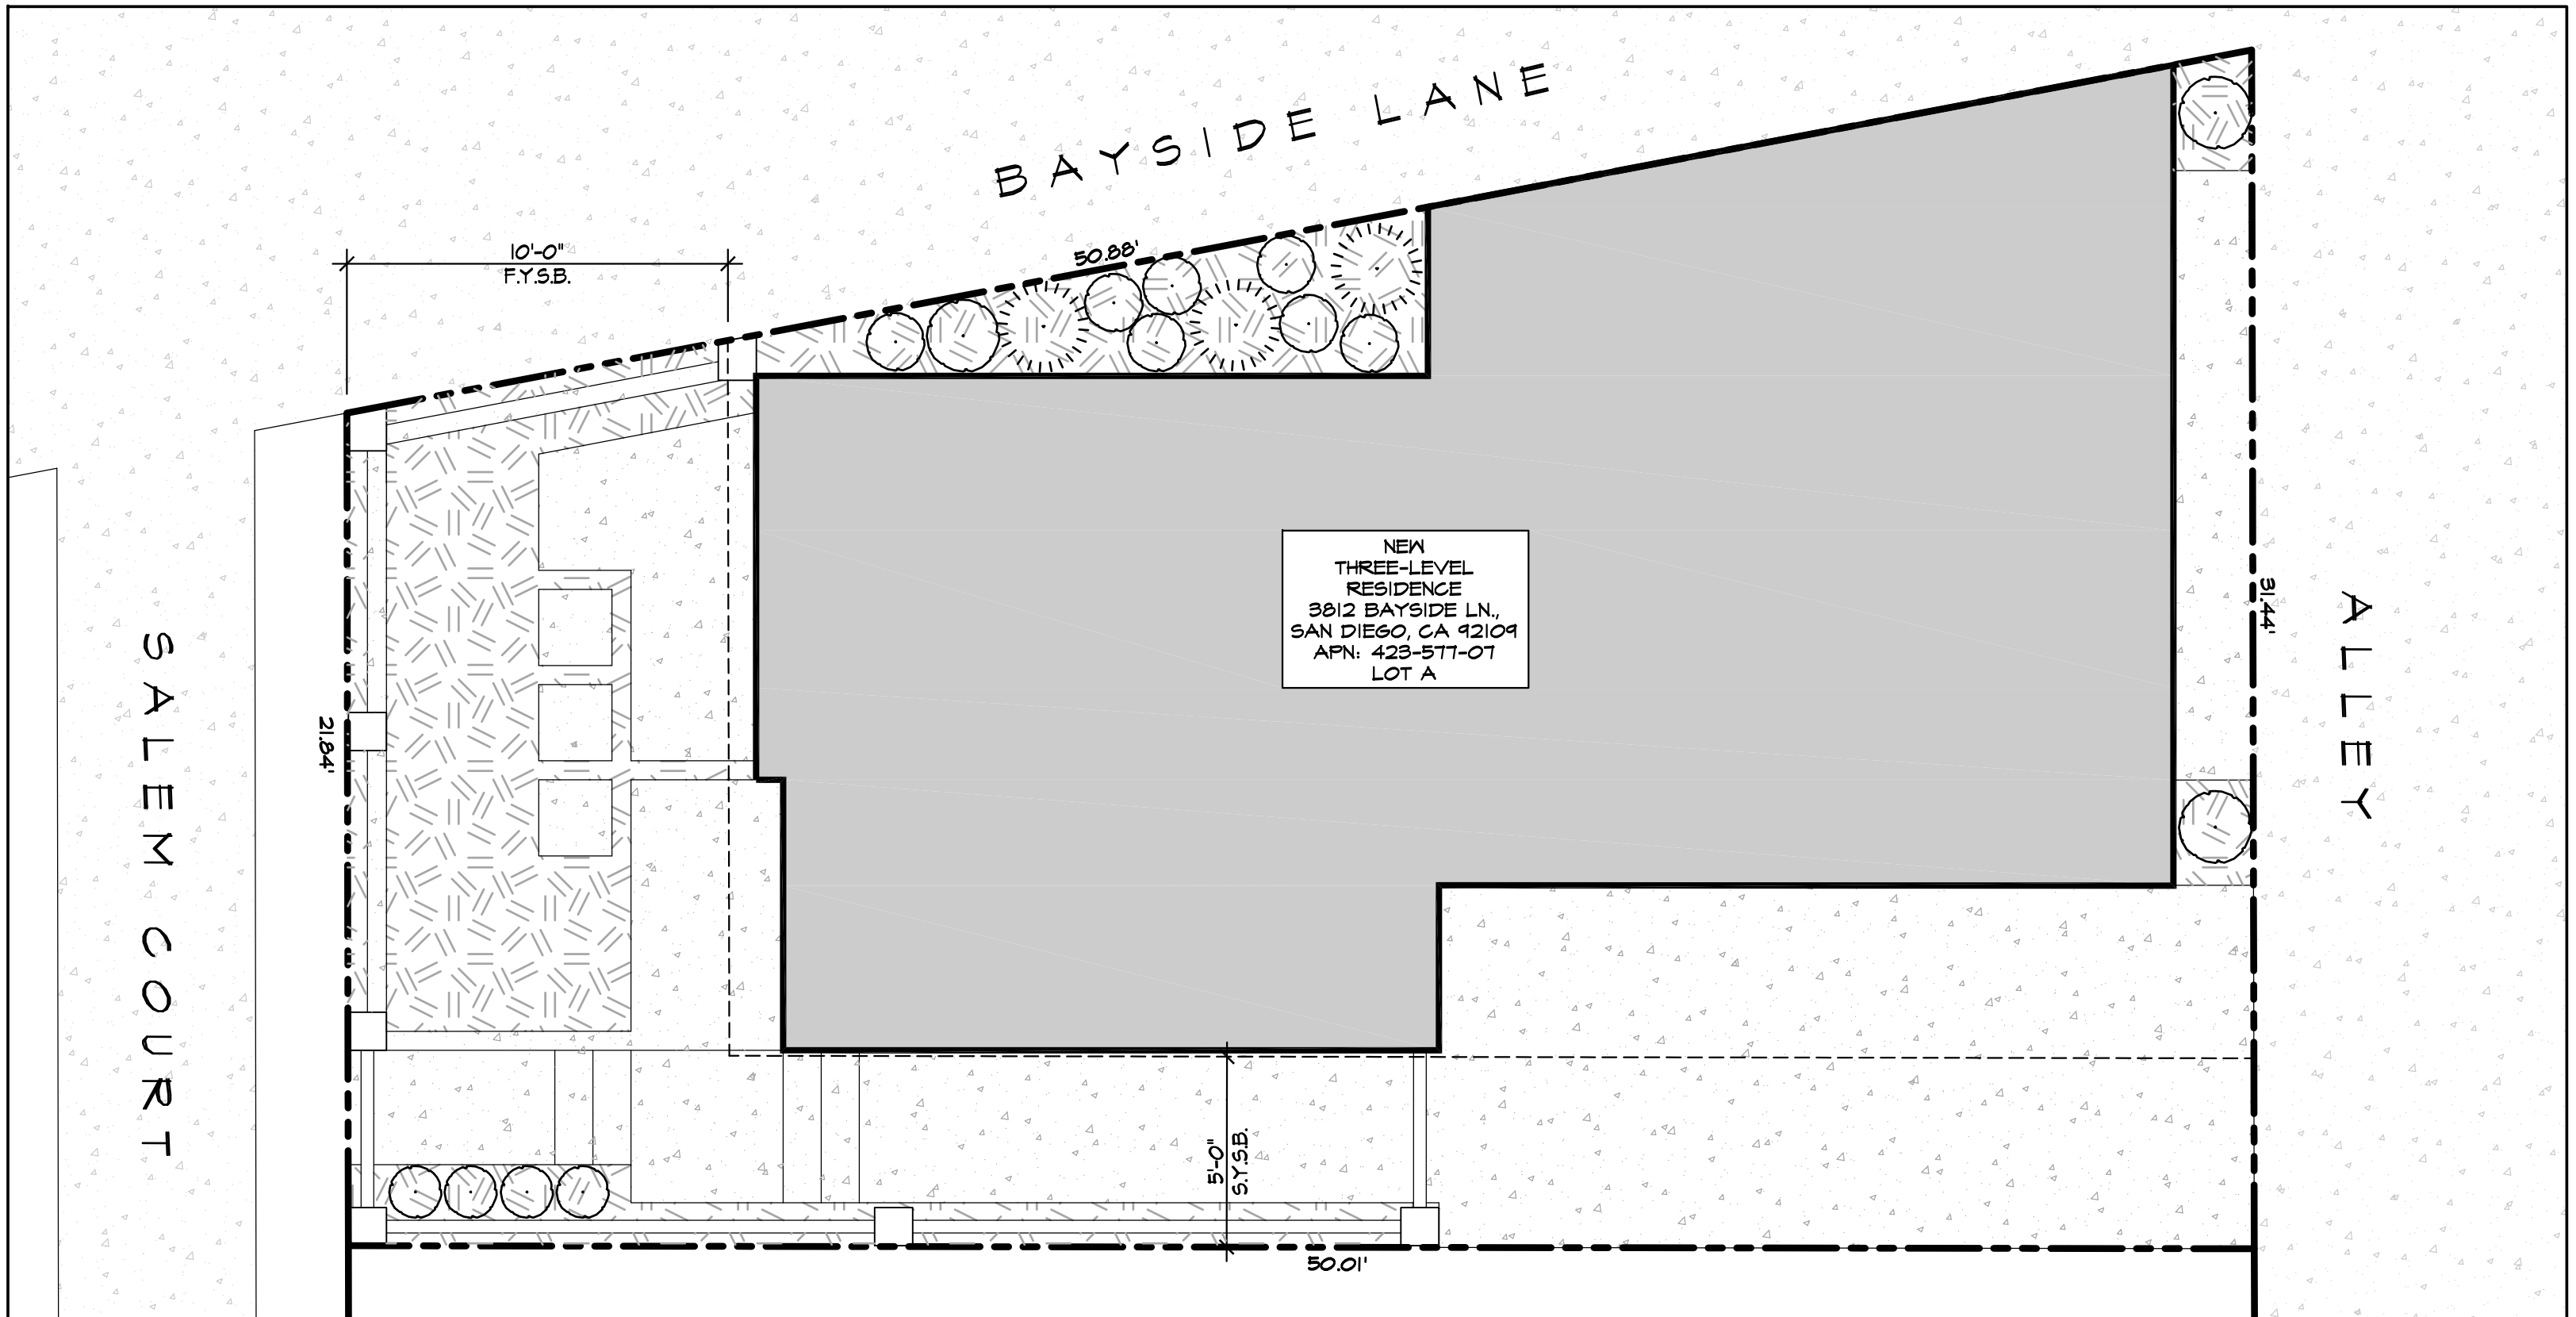 BAYSIDE LANE
10'-0"
F.Y.S.B.
50.88'
NEW
THREE-LEVEL
RESIDENCE
3812 BAYSIDE LN.,
SAN DIEGO, CA 92109
APN: 423-577-07
LOT A
31.44'
ALLEY
SALEM COURT
21.84'
5'-0"
S.Y.S.B.
50.01'